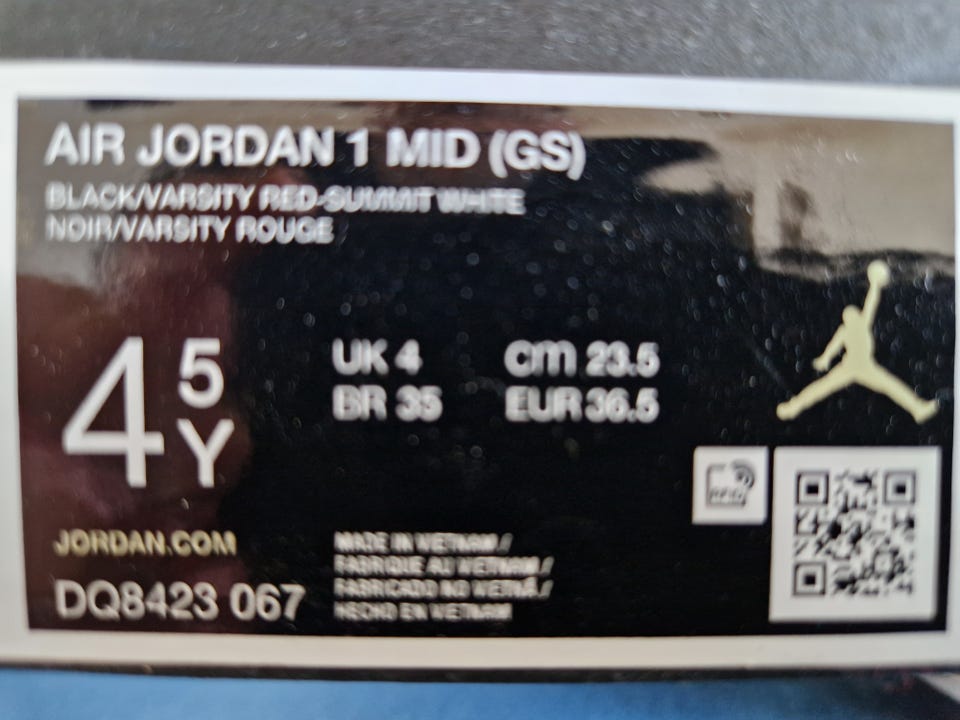 AIR JORDAN 1 MID (GS)
BLACK/VARSITY RED-SUMMIT WHITE
NOIR/VARSITY ROUGE
4 5 Y
UK 4 CM 23.5
BR 35 EUR 36.5
RFID
JORDAN.COM
DQ8423 067
MADE IN VIETNAM /
FABRIQUE AU VIETNAM /
FABRICADO NO VIETNÃ /
HECHO EN VIETNAM